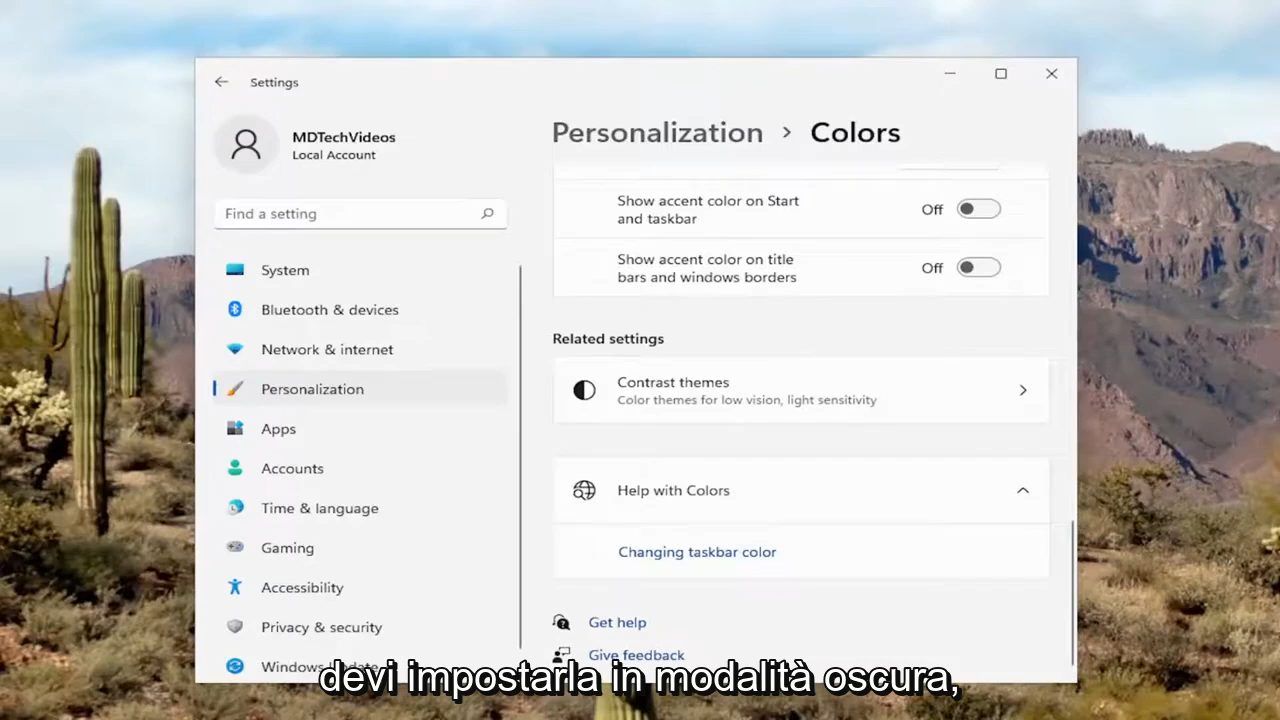 Settings
MDTechVideos
Local Account
Find a setting
System
Bluetooth & devices
Network & internet
Personalization
Apps
Accounts
Time & language
Gaming
Accessibility
Privacy & security
Windows Update
Personalization > Colors
Show accent color on Start
and taskbar
Off
Show accent color on title
bars and windows borders
Off
Related settings
Contrast themes
Color themes for low vision, light sensitivity
Help with Colors
Changing taskbar color
Get help
Give feedback
devi impostarla in modalità oscura,